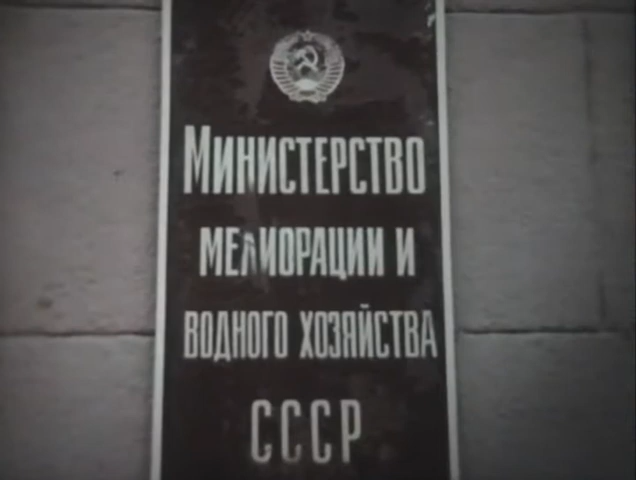 Министерство
мелиорации и
водного хозяйства
СССР